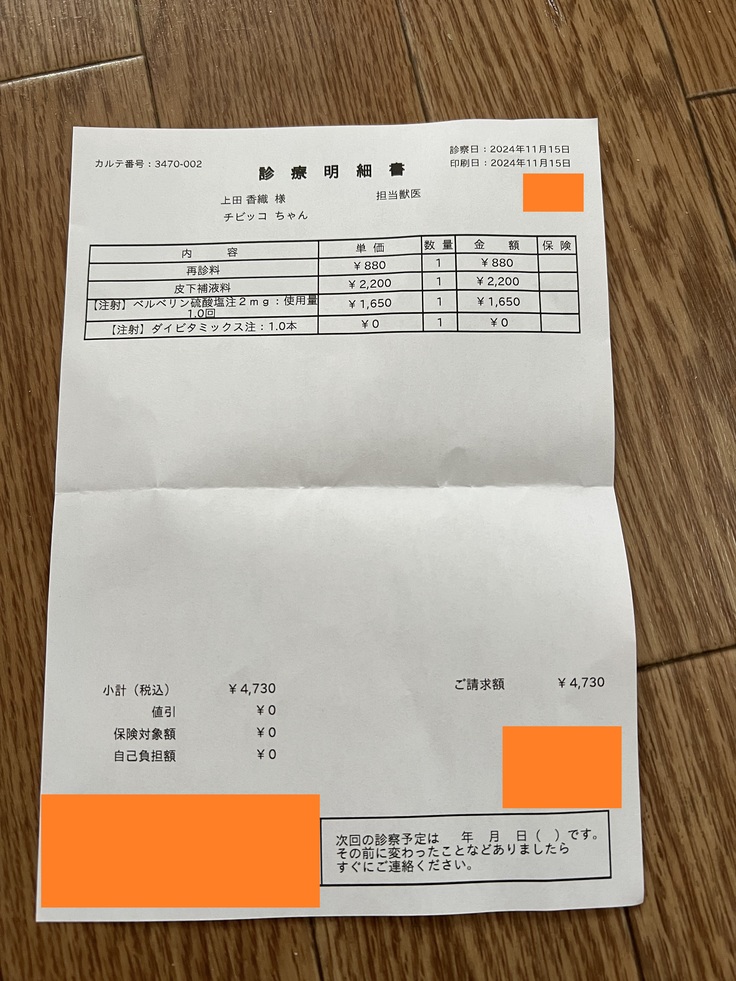 カルテ番号：3470-002
診療明細書
診察日：2024年11月15日
印刷日：2024年11月15日
上田 香織 様
担当獣医
チビッコ ちゃん
内 容 単価 数量 金 額 保険
再診料 ¥880 1 ¥880
皮下補液料 ¥2,200 1 ¥2,200
【注射】ベルベリン硫酸塩注２ｍｇ：使用量 ¥1,650 1 ¥1,650
1.0回
【注射】ダイビタミックス注：1.0本 ¥0 1 ¥0
小計（税込） ¥4,730
ご請求額 ¥4,730
値引 ¥0
保険対象額 ¥0
自己負担額 ¥0
次回の診察予定は 年 月 日（ ）です。
その前に変わったことなどありましたら
すぐにご連絡ください。